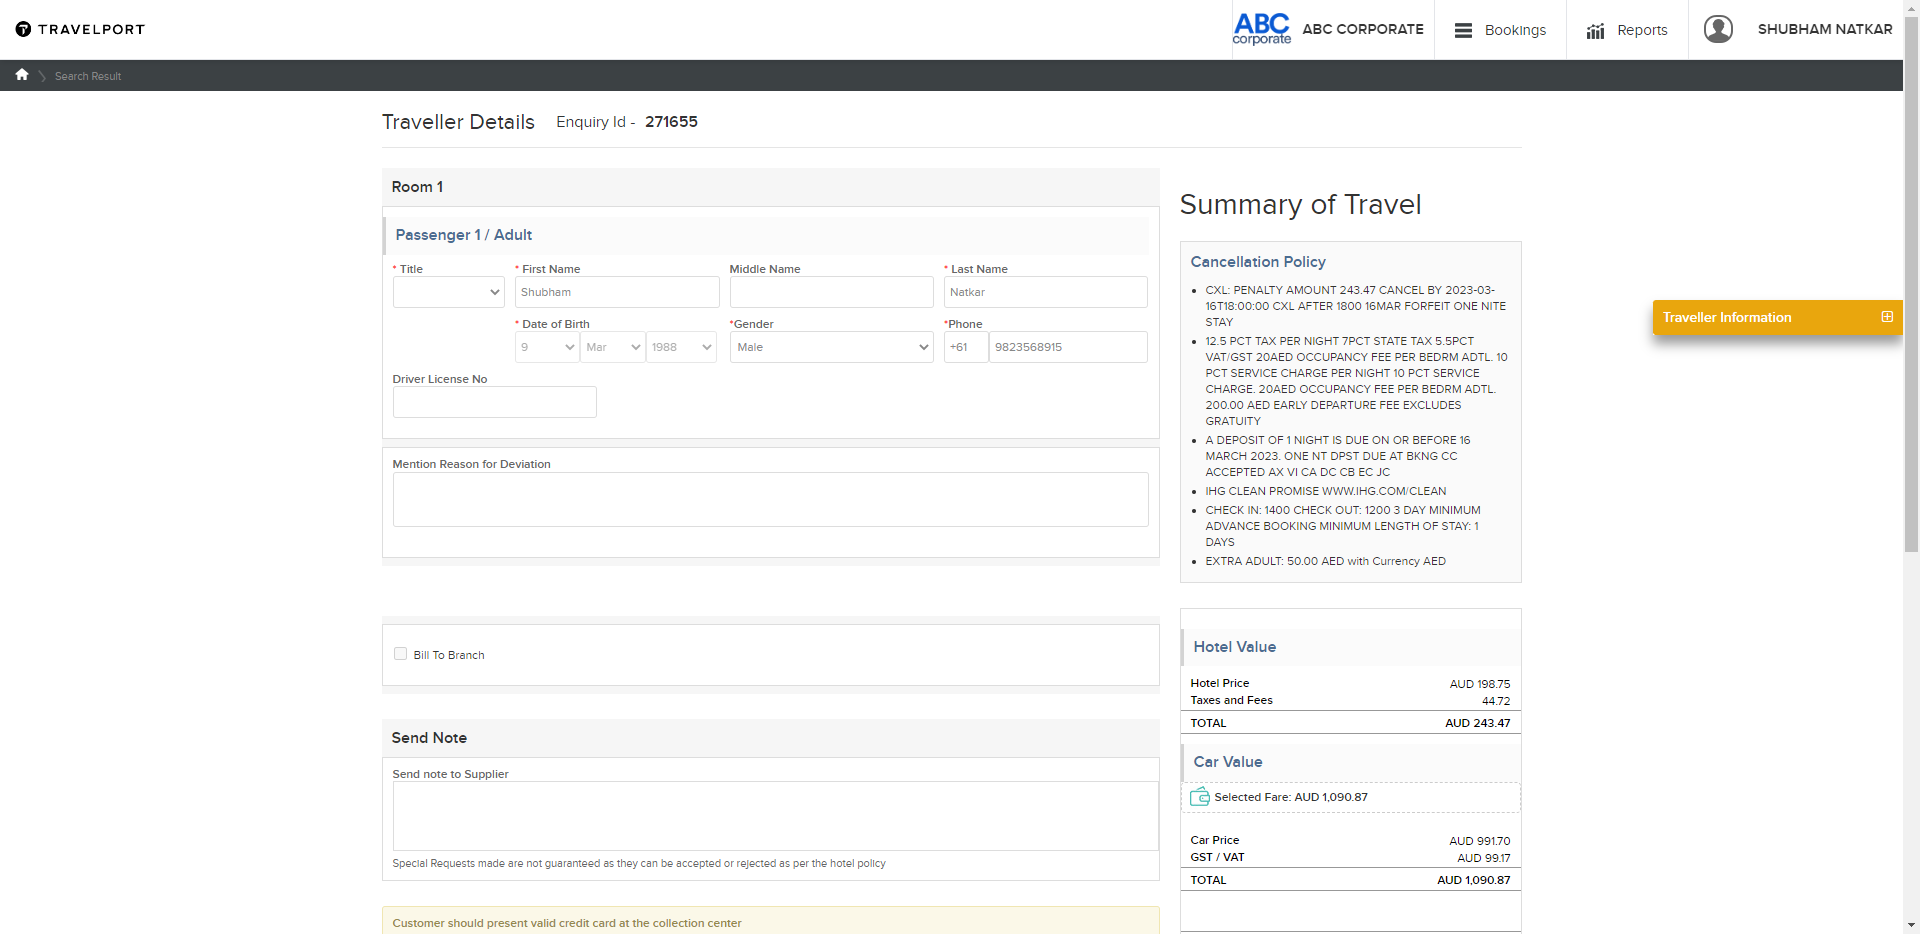 TRAVELPORT
ABC corporate
ABC CORPORATE
Bookings
Reports
SHUBHAM NATKAR
Search Result
Traveller Details
Enquiry Id - 271655
Room 1
Passenger 1 / Adult
* Title
* First Name
Middle Name
* Last Name
Shubham
Natkar
* Date of Birth
*Gender
*Phone
9
Mar
1988
Male
+61
9823568915
Driver License No
Mention Reason for Deviation
Bill To Branch
Send Note
Send note to Supplier
Special Requests made are not guaranteed as they can be accepted or rejected as per the hotel policy
Customer should present valid credit card at the collection center
Summary of Travel
Cancellation Policy
CXL: PENALTY AMOUNT 243.47 CANCEL BY 2023-03-
16T18:00:00 CXL AFTER 1800 16MAR FORFEIT ONE NITE
STAY
12.5 PCT TAX PER NIGHT 7PCT STATE TAX 5.5PCT
VAT/GST 20AED OCCUPANCY FEE PER BEDRM ADTL. 10
PCT SERVICE CHARGE PER NIGHT 10 PCT SERVICE
CHARGE. 20AED OCCUPANCY FEE PER BEDRM ADTL.
200.00 AED EARLY DEPARTURE FEE EXCLUDES
GRATUITY
A DEPOSIT OF 1 NIGHT IS DUE ON OR BEFORE 16
MARCH 2023. ONE NT DPST DUE AT BKNG CC
ACCEPTED AX VI CA DC CB EC JC
IHG CLEAN PROMISE WWW.IHG.COM/CLEAN
CHECK IN: 1400 CHECK OUT: 1200 3 DAY MINIMUM
ADVANCE BOOKING MINIMUM LENGTH OF STAY: 1
DAYS
EXTRA ADULT: 50.00 AED with Currency AED
Hotel Value
Hotel Price AUD 198.75
Taxes and Fees 44.72
TOTAL AUD 243.47
Car Value
Selected Fare: AUD 1,090.87
Car Price AUD 991.70
GST / VAT AUD 99.17
TOTAL AUD 1,090.87
Traveller Information